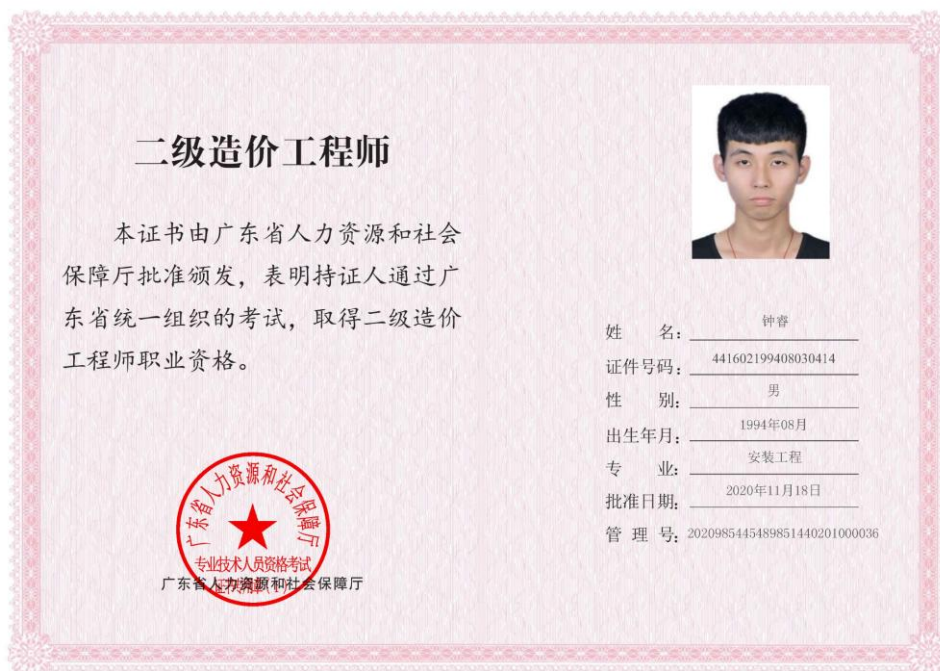 二级造价工程师
本证书由广东省人力资源和社会
保障厅批准颁发，表明持证人通过广
东省统一组织的考试，取得二级造价
工程师职业资格。
广东省人力资源和社会保障厅
专业技术人员资格考试
广东省人力资源和社会保障厅
姓名：钟睿
证件号码：441602199408030414
性别：男
出生年月：1994年08月
专业：安装工程
批准日期：2020年11月18日
管理号：20209854454898514402010​00036